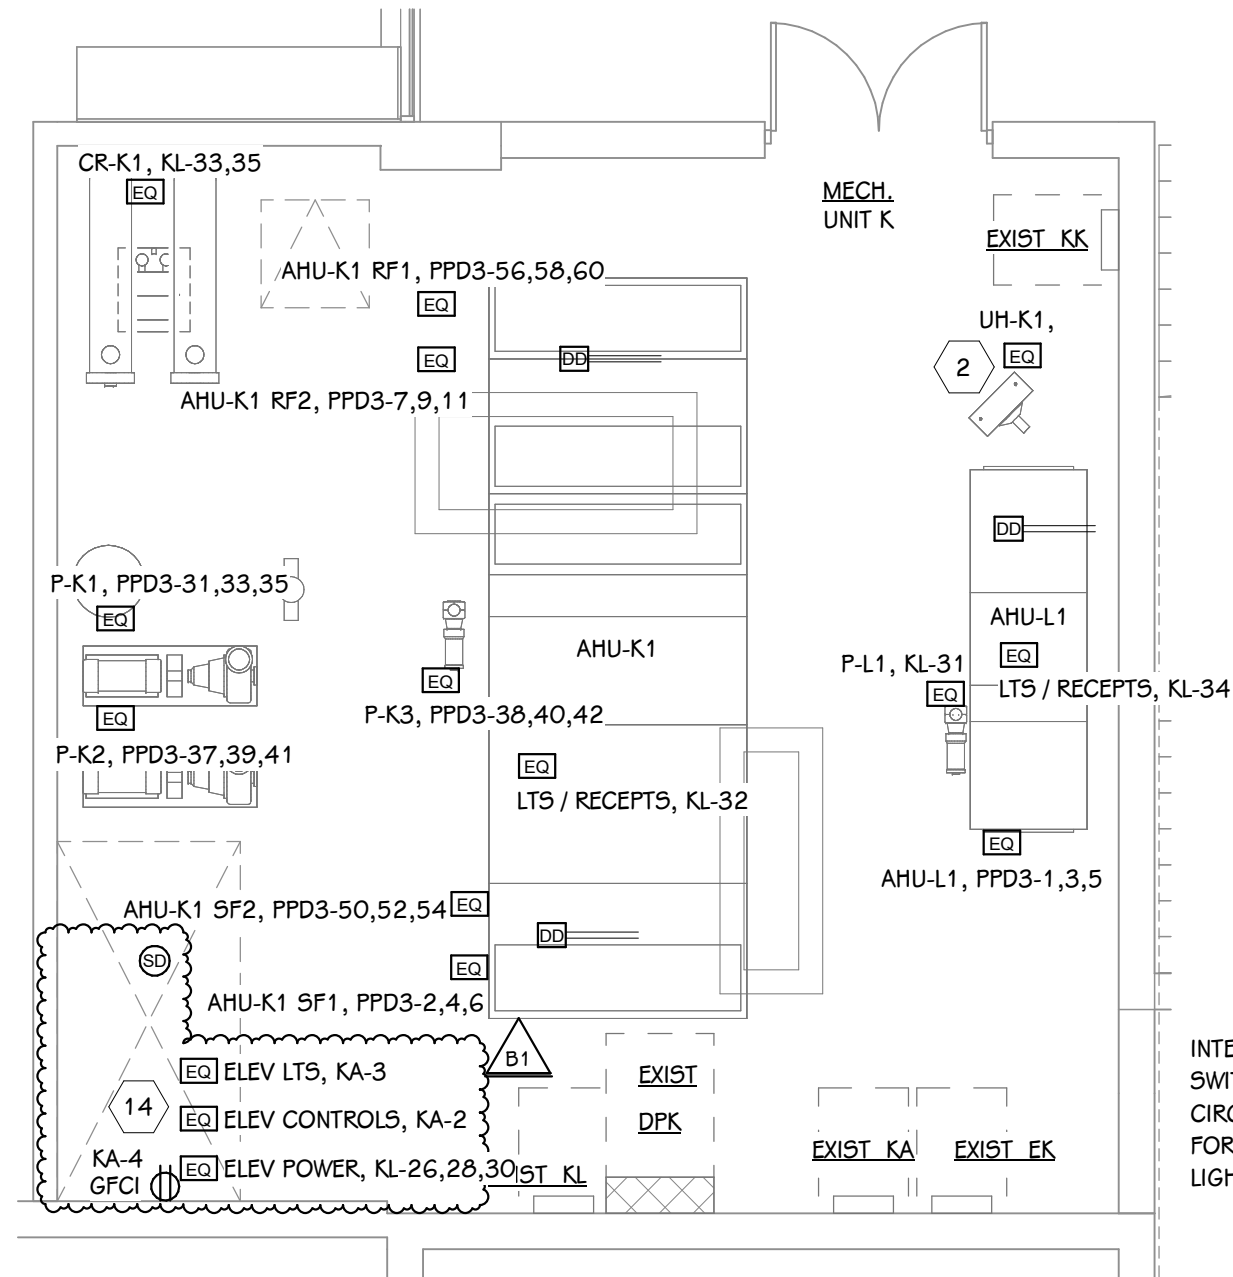 CR-K1, KL-33,35
EQ
MECH.
UNIT K
EXIST KK
AHU-K1 RF1, PPD3-56,58,60
EQ
UH-K1,
EQ
2
EQ
DD
AHU-K1 RF2, PPD3-7,9,11
DD
P-K1, PPD3-31,33,35
EQ
AHU-K1
AHU-L1
EQ
P-L1, KL-31
EQ
LTS / RECEPTS, KL-34
EQ
P-K3, PPD3-38,40,42
EQ
P-K2, PPD3-37,39,41
EQ
LTS / RECEPTS, KL-32
EQ
AHU-L1, PPD3-1,3,5
AHU-K1 SF2, PPD3-50,52,54
EQ
DD
SD
EQ
AHU-K1 SF1, PPD3-2,4,6
B1
EQ ELEV LTS, KA-3
14
EQ ELEV CONTROLS, KA-2
KA-4
GFCI
EQ ELEV POWER, KL-26,28,30
IST KL
EXIST
DPK
EXIST KA
EXIST EK
INTE
SWIT
CIRC
FOR
LIGH